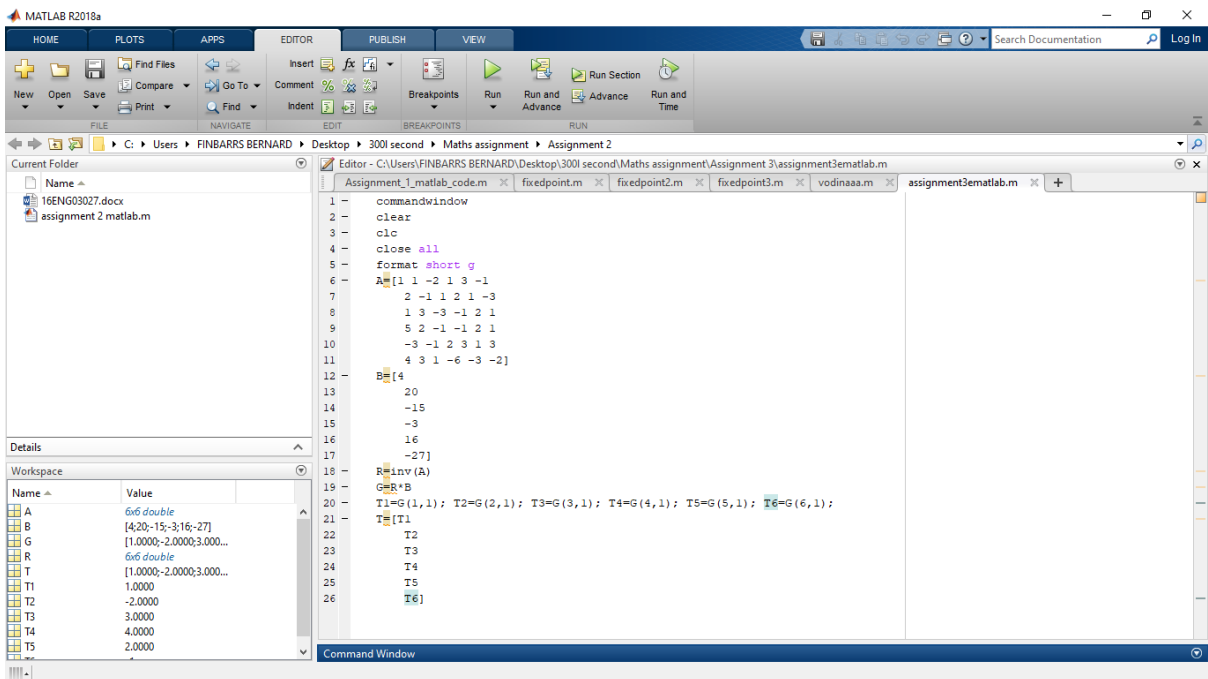 MATLAB R2018a
HOME PLOTS APPS EDITOR PUBLISH VIEW Search Documentation Log In
New Open Save Find Files Compare Print Go To Find Insert Comment Indent fx Breakpoints Run Run and Advance Run Section Advance Run and Time
FILE NAVIGATE EDIT BREAKPOINTS RUN
C: Users FINBARRS BERNARD Desktop 300l second Maths assignment Assignment 2
Current Folder
Name
16ENG03027.docx
assignment 2 matlab.m
Details
Workspace
Name Value
A 6x6 double
B [4;20;-15;-3;16;-27]
G [1.0000;-2.0000;3.000...
R 6x6 double
T [1.0000;-2.0000;3.000...
T1 1.0000
T2 -2.0000
T3 3.0000
T4 4.0000
T5 2.0000
Editor - C:\Users\FINBARRS BERNARD\Desktop\300l second\Maths assignment\Assignment 3\assignment3ematlab.m
Assignment_1_matlab_code.m fixedpoint.m fixedpoint2.m fixedpoint3.m vodinaaa.m assignment3ematlab.m +
1 - commandwindow
2 - clear
3 - clc
4 - close all
5 - format short g
6 - A=[1 1 -2 1 3 -1
7 2 -1 1 2 1 -3
8 1 3 -3 -1 2 1
9 5 2 -1 -1 2 1
10 -3 -1 2 3 1 3
11 4 3 1 -6 -3 -2]
12 - B=[4
13 20
14 -15
15 -3
16 16
17 -27]
18 - R=inv(A)
19 - G=R*B
20 - T1=G(1,1); T2=G(2,1); T3=G(3,1); T4=G(4,1); T5=G(5,1); T6=G(6,1);
21 - T=[T1
22 T2
23 T3
24 T4
25 T5
26 T6]
Command Window